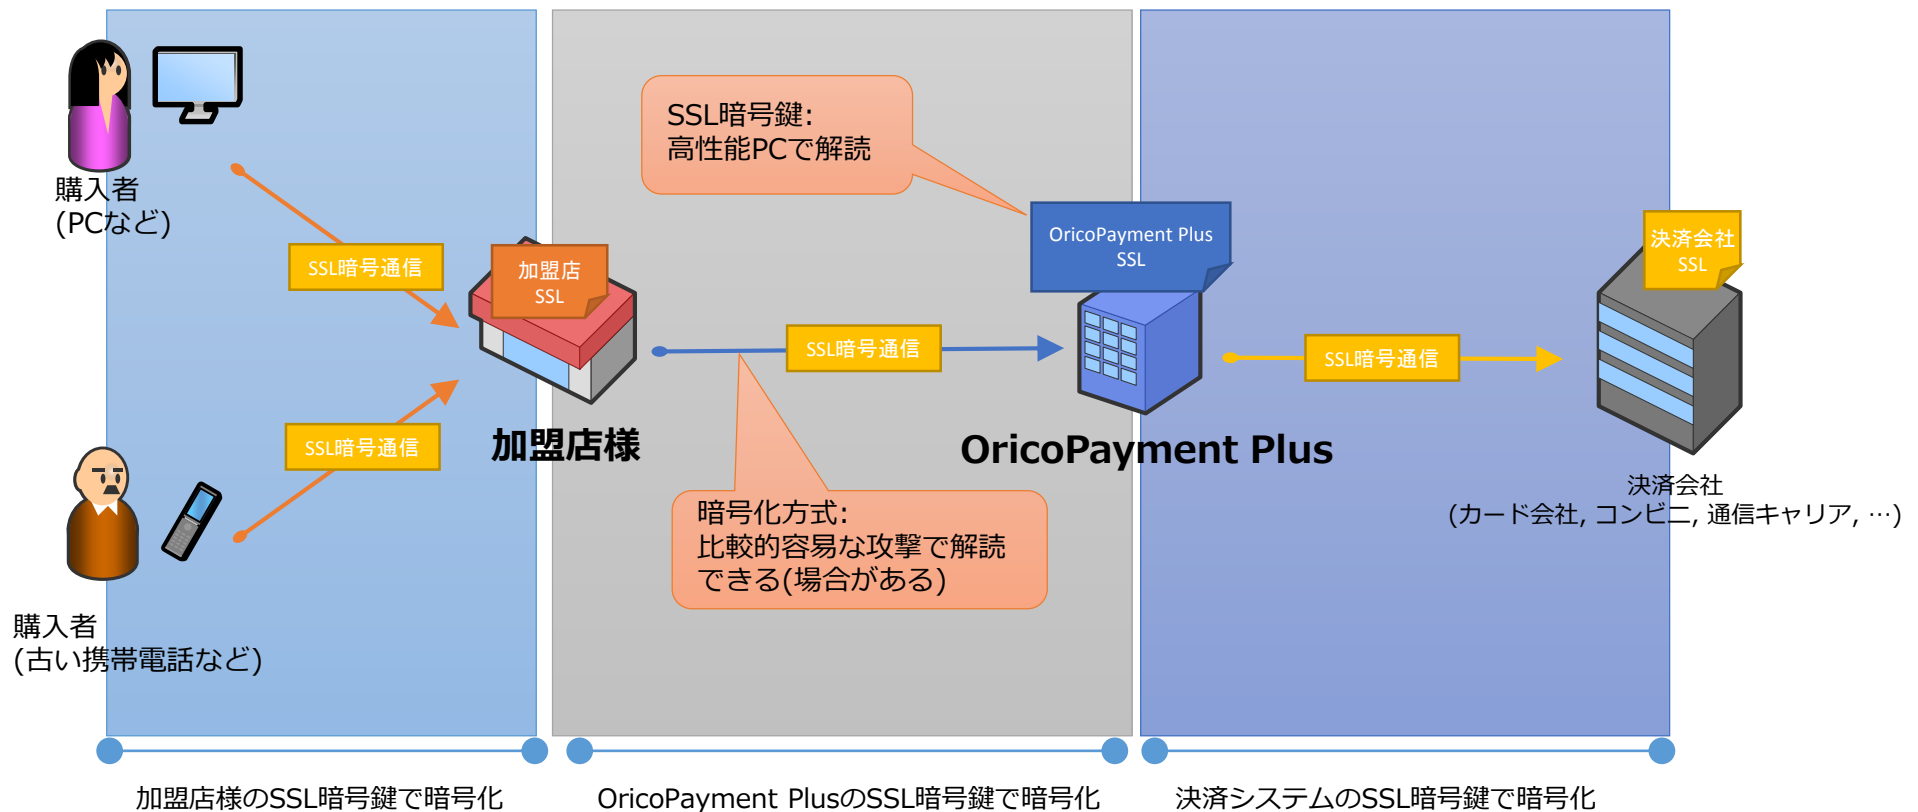 SSL暗号鍵:
高性能PCで解読
購入者
(PCなど)
OricoPayment Plus
SSL
決済会社
SSL
SSL暗号通信
加盟店
SSL
SSL暗号通信
SSL暗号通信
SSL暗号通信
加盟店様
OricoPayment Plus
決済会社
(カード会社, コンビニ, 通信キャリア, …)
暗号化方式:
比較的容易な攻撃で解読
できる(場合がある)
購入者
(古い携帯電話など)
加盟店様のSSL暗号鍵で暗号化
OricoPayment PlusのSSL暗号鍵で暗号化
決済システムのSSL暗号鍵で暗号化